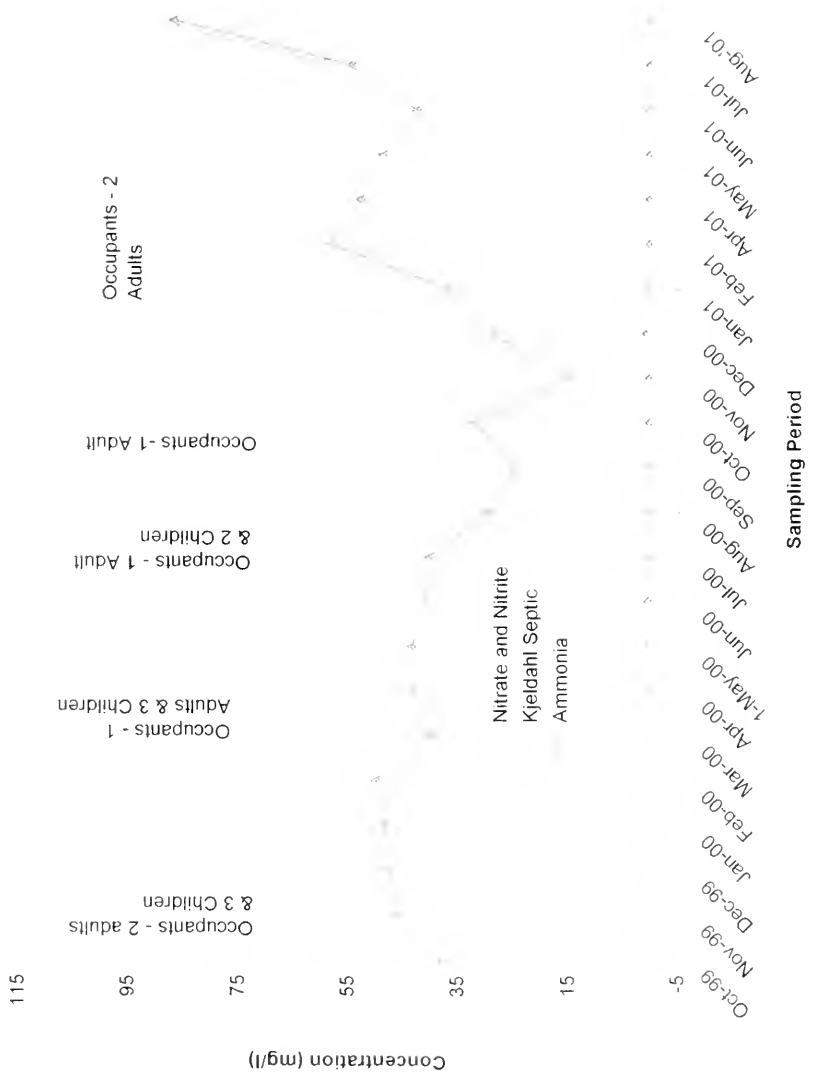 115
95
75
55
35
15
-5
Concentration (mg/l)
Occupants - 2 adults
& 3 Children
Occupants - 1
Adults & 3 Children
Occupants - 1 Adult
& 2 Children
Occupants -1 Adult
Occupants - 2
Adults
Nitrate and Nitrite
Kjeldahl Septic
Ammonia
Oct-99
Nov-99
Dec-99
Jan-00
Feb-00
Mar-00
Apr-00
1-May-00
Jun-00
Jul-00
Aug-00
Sep-00
Oct-00
Nov-00
Dec-00
Jan-01
Feb-01
Apr-01
May-01
Jun-01
Jul-01
Aug-'01
Sampling Period